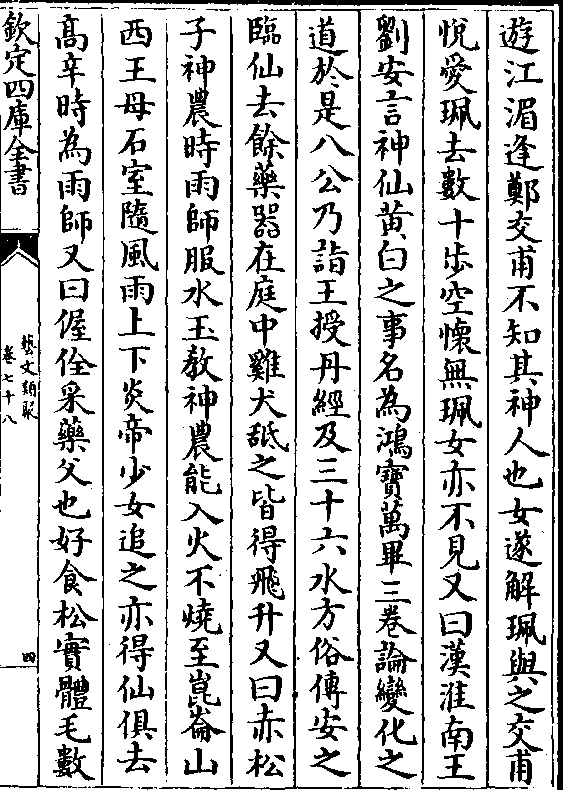 遊江湄逢鄭交甫不知其神人也女遂解珮與之交甫
悅愛珮去數十步空懷無珮女亦不見又曰漢淮南王
劉安言神仙黃白之事名為鴻寶萬畢三卷論變化之
道於是八公乃詣王授丹經及三十六水方俗傳安之
臨仙去餘藥器在庭中雞犬舐之皆得飛升又曰赤松
子神農時雨師服水玉教神農能入火不燒至崑崙山
西王母石室隨風雨上下炎帝少女追之亦得仙俱去
高辛時為雨師又曰偓佺采藥父也好食松實體毛數
欽定四庫全書
藝文類聚
卷七十八
四